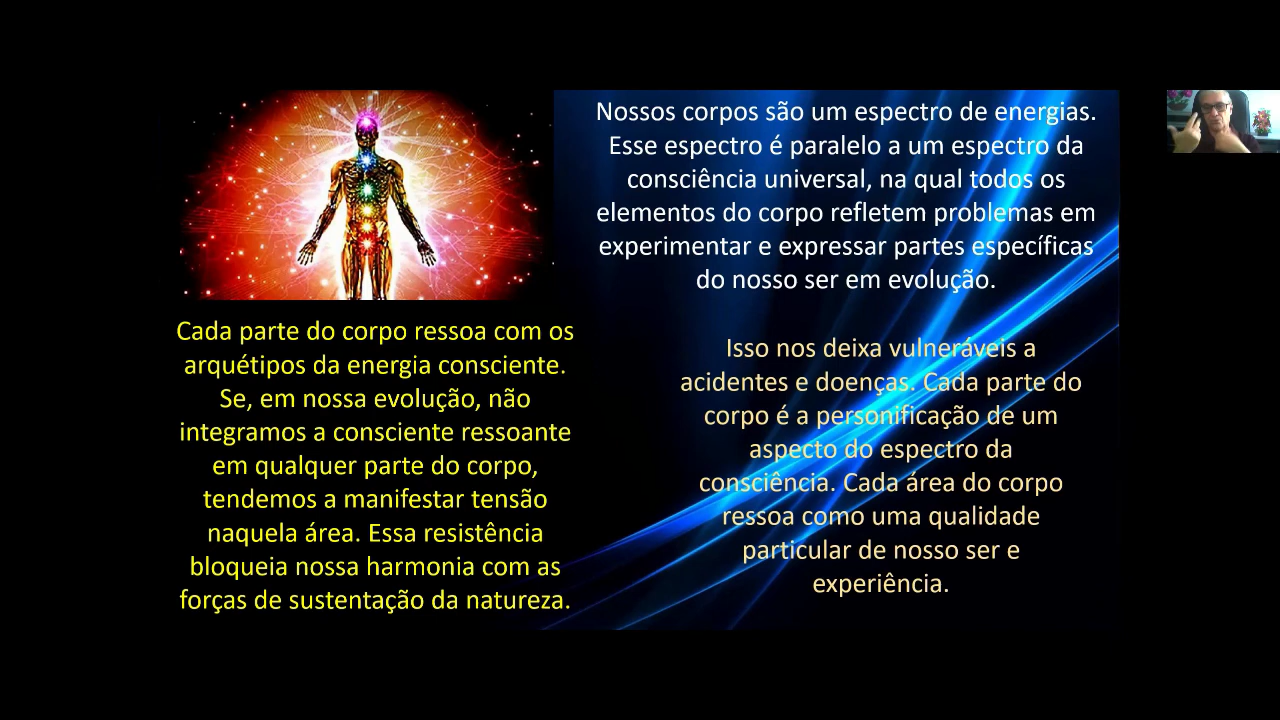 Nossos corpos são um espectro de energias.
Esse espectro é paralelo a um espectro da
consciência universal, na qual todos os
elementos do corpo refletem problemas em
experimentar e expressar partes específicas
do nosso ser em evolução.
Cada parte do corpo ressoa com os
arquétipos da energia consciente.
Se, em nossa evolução, não
integramos a consciente ressoante
em qualquer parte do corpo,
tendemos a manifestar tensão
naquela área. Essa resistência
bloqueia nossa harmonia com as
forças de sustentação da natureza.
Isso nos deixa vulneráveis a
acidentes e doenças. Cada parte do
corpo é a personificação de um
aspecto do espectro da
consciência. Cada área do corpo
ressoa como uma qualidade
particular de nosso ser e
experiência.